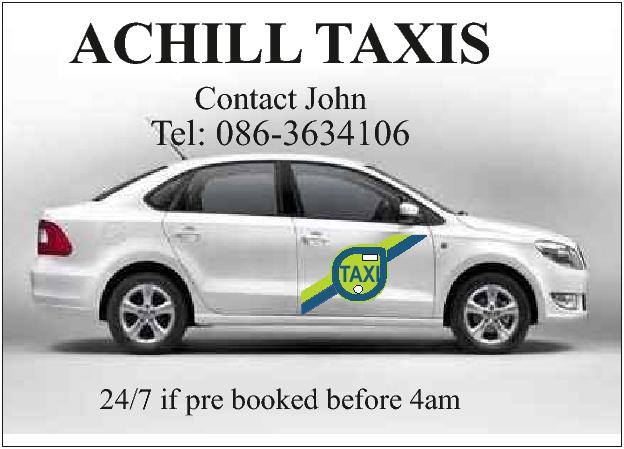 ACHILL TAXIS
Contact John
Tel: 086-3634106
TAXI
24/7 if pre booked before 4am